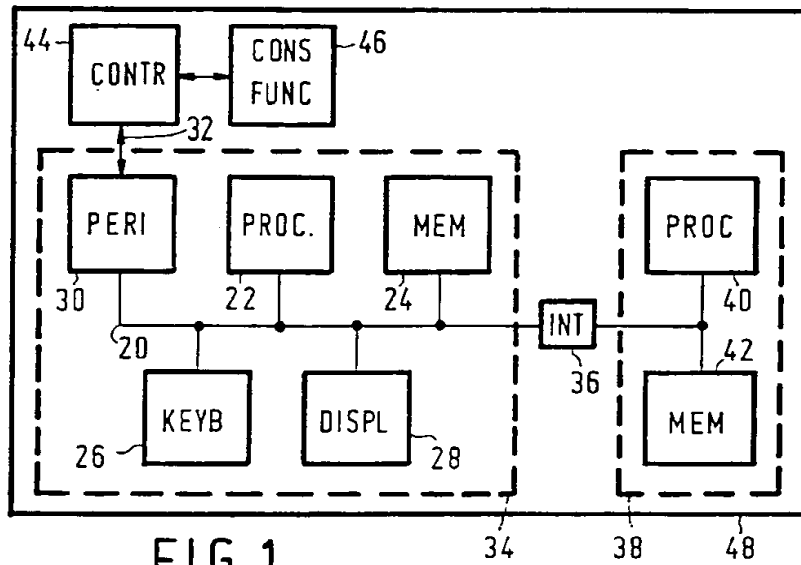 44
CONTR
CONS
FUNC
46
32
PERI
PROC.
MEM
PROC
30
22
24
40
20
INT
36
42
KEYB
DISPL
MEM
26
28
FIG.1
34
38
48